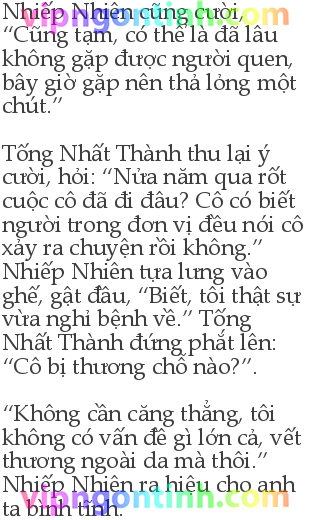 Nhiếp Nhiên cũng cười,
vipngontinh.com
“Cũng tạm, có thể là đã lâu
không gặp được người quen,
bây giờ gặp nên thả lỏng một
chút.”
Tống Nhất Thành thu lại ý
cười, hỏi: “Nửa năm qua rốt
cuộc cô đã đi đâu? Cô có biết
người trong đơn vị đều nói cô
xảy ra chuyện rồi không.”
Nhiếp Nhiên tựa lưng vào
ghế, gật đầu, “Biết, tôi thật sự
vừa nghỉ bệnh về.” Tống
Nhất Thành đứng phắt lên:
“Cô bị thương chỗ nào?”.
“Không cần căng thẳng, tôi
không có vấn đề gì lớn cả, vết
thương ngoài da mà thôi.”
Nhiếp Nhiên ra hiệu cho anh
vipngontinh.com
ta bình tĩnh.